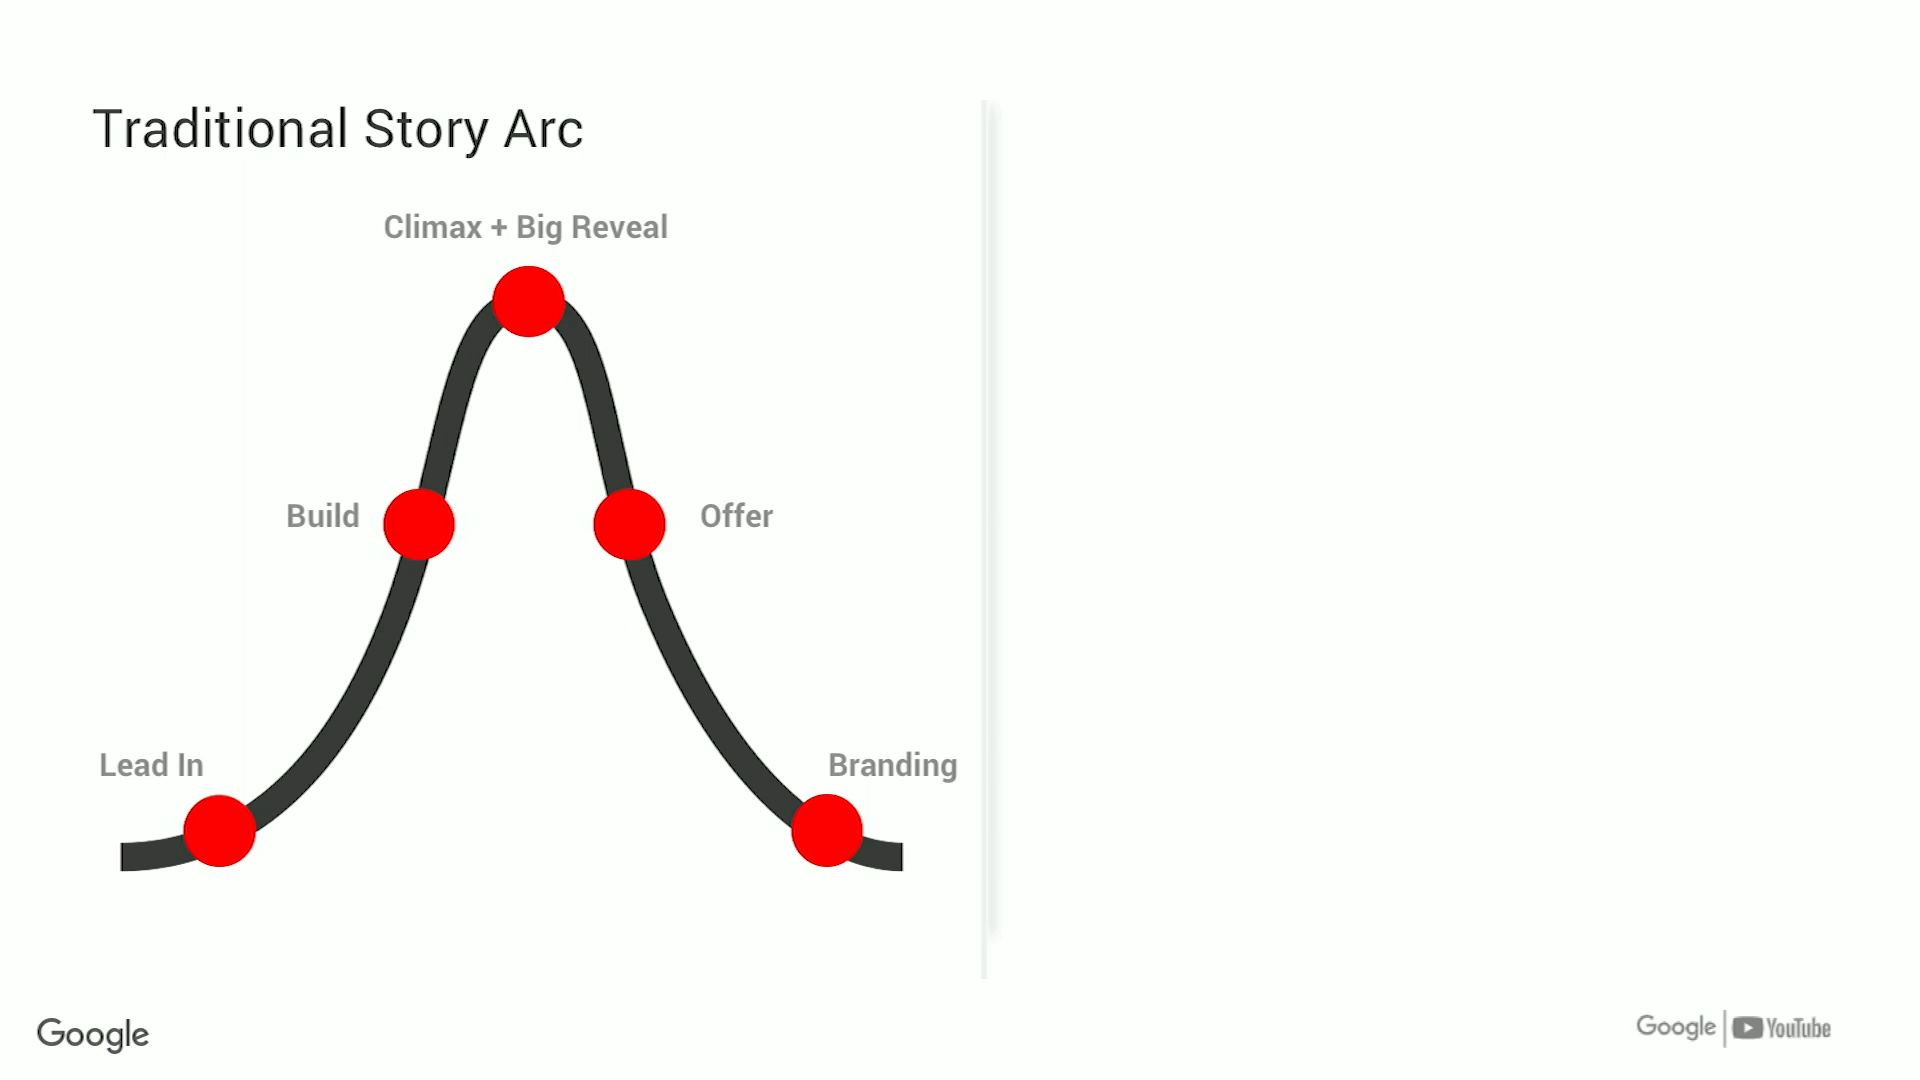 Traditional Story Arc
Climax + Big Reveal
Build
Offer
Lead In
Branding
Google
Google | YouTube